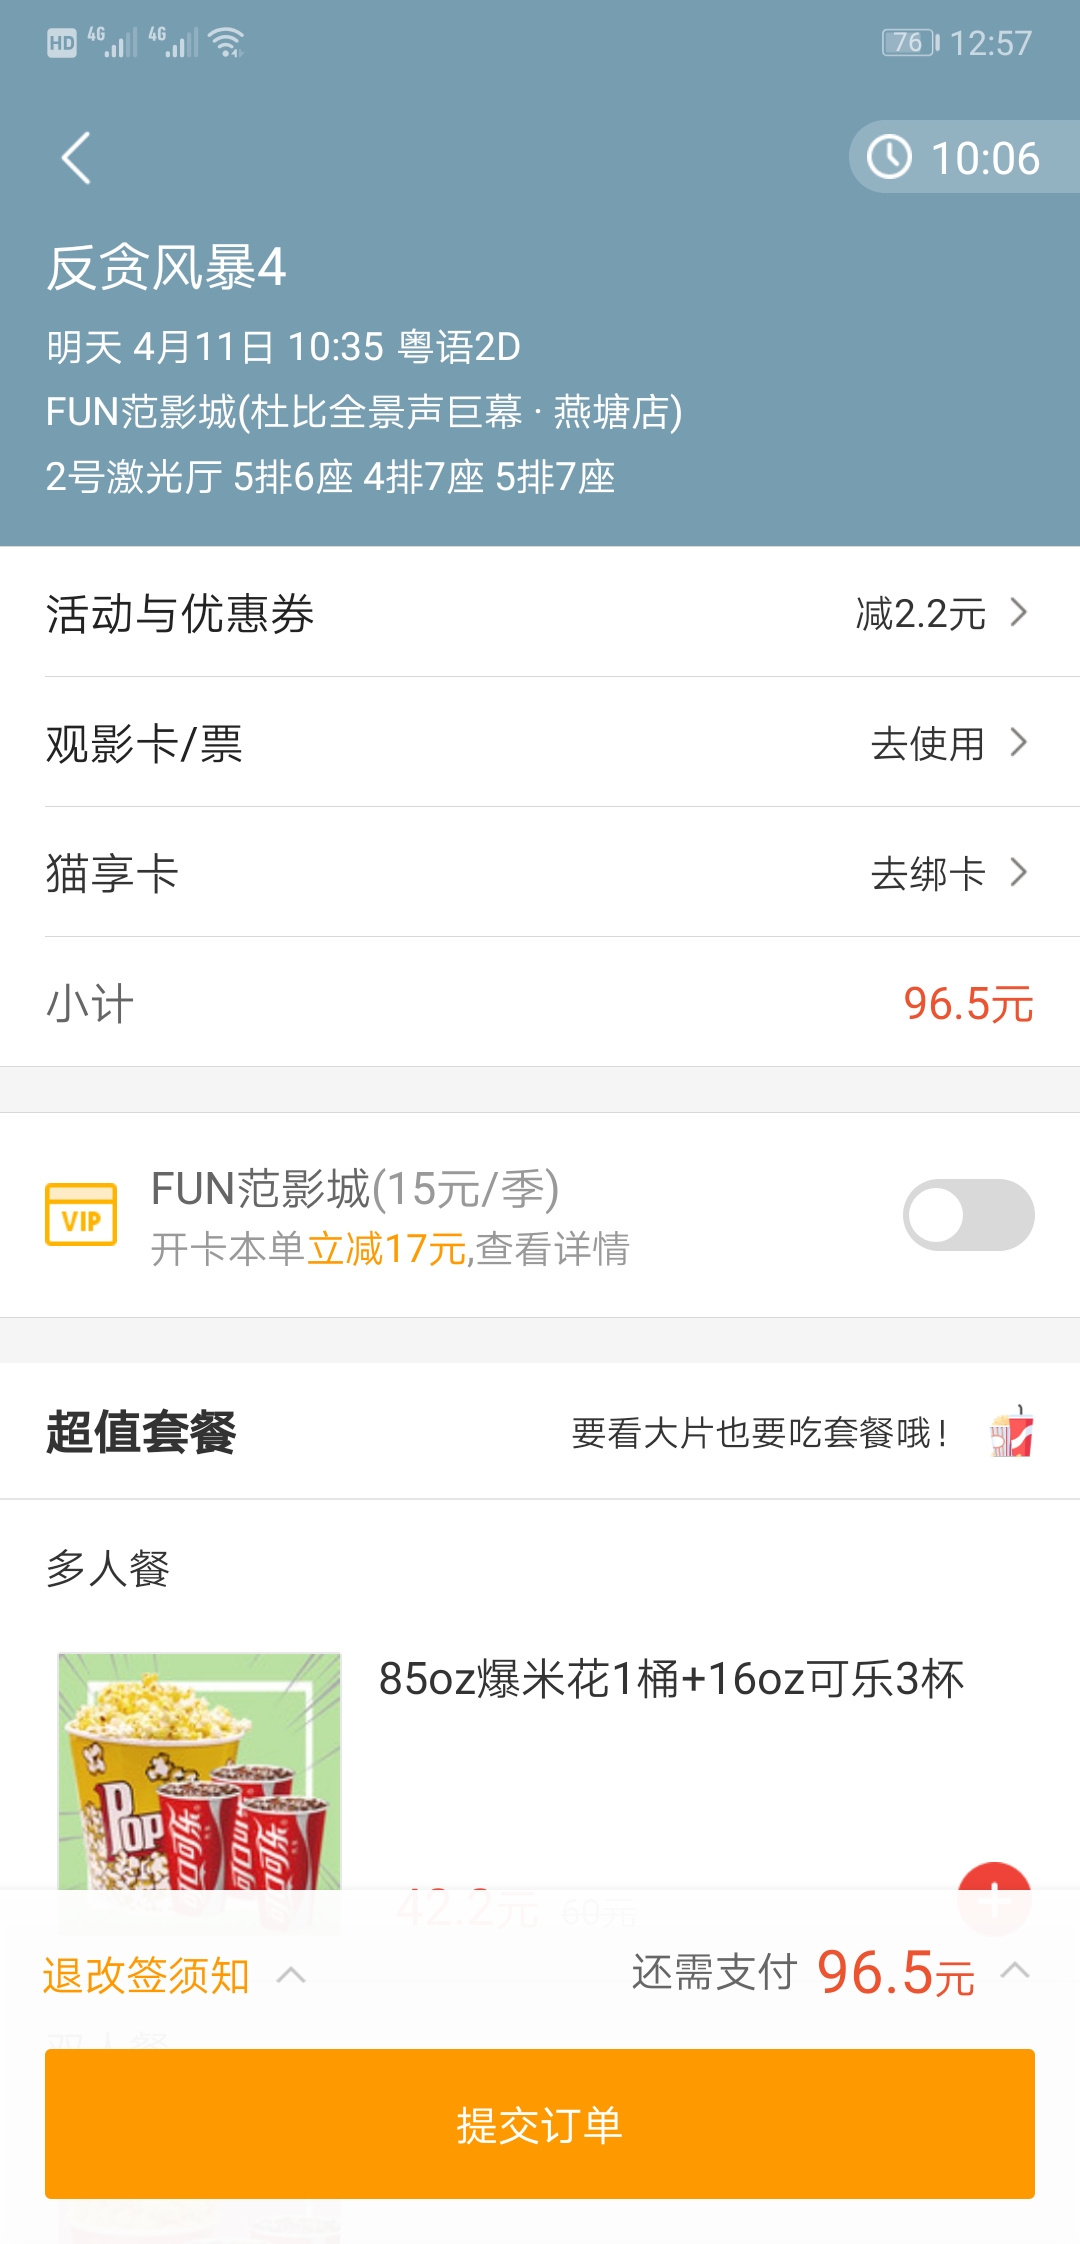 HD 4G 4G 76 12:57
10:06
反贪风暴4
明天 4月11日 10:35 粤语2D
FUN范影城(杜比全景声巨幕 · 燕塘店)
2号激光厅 5排6座 4排7座 5排7座
活动与优惠券 减2.2元
观影卡/票 去使用
猫享卡 去绑卡
小计 96.5元
VIP
FUN范影城(15元/季)
开卡本单立减17元,查看详情
超值套餐 要看大片也要吃套餐哦!
多人餐
85oz爆米花1桶+16oz可乐3杯
POP
可口可乐
42.2元 60元
退改签须知 还需支付 96.5元
双人餐
提交订单